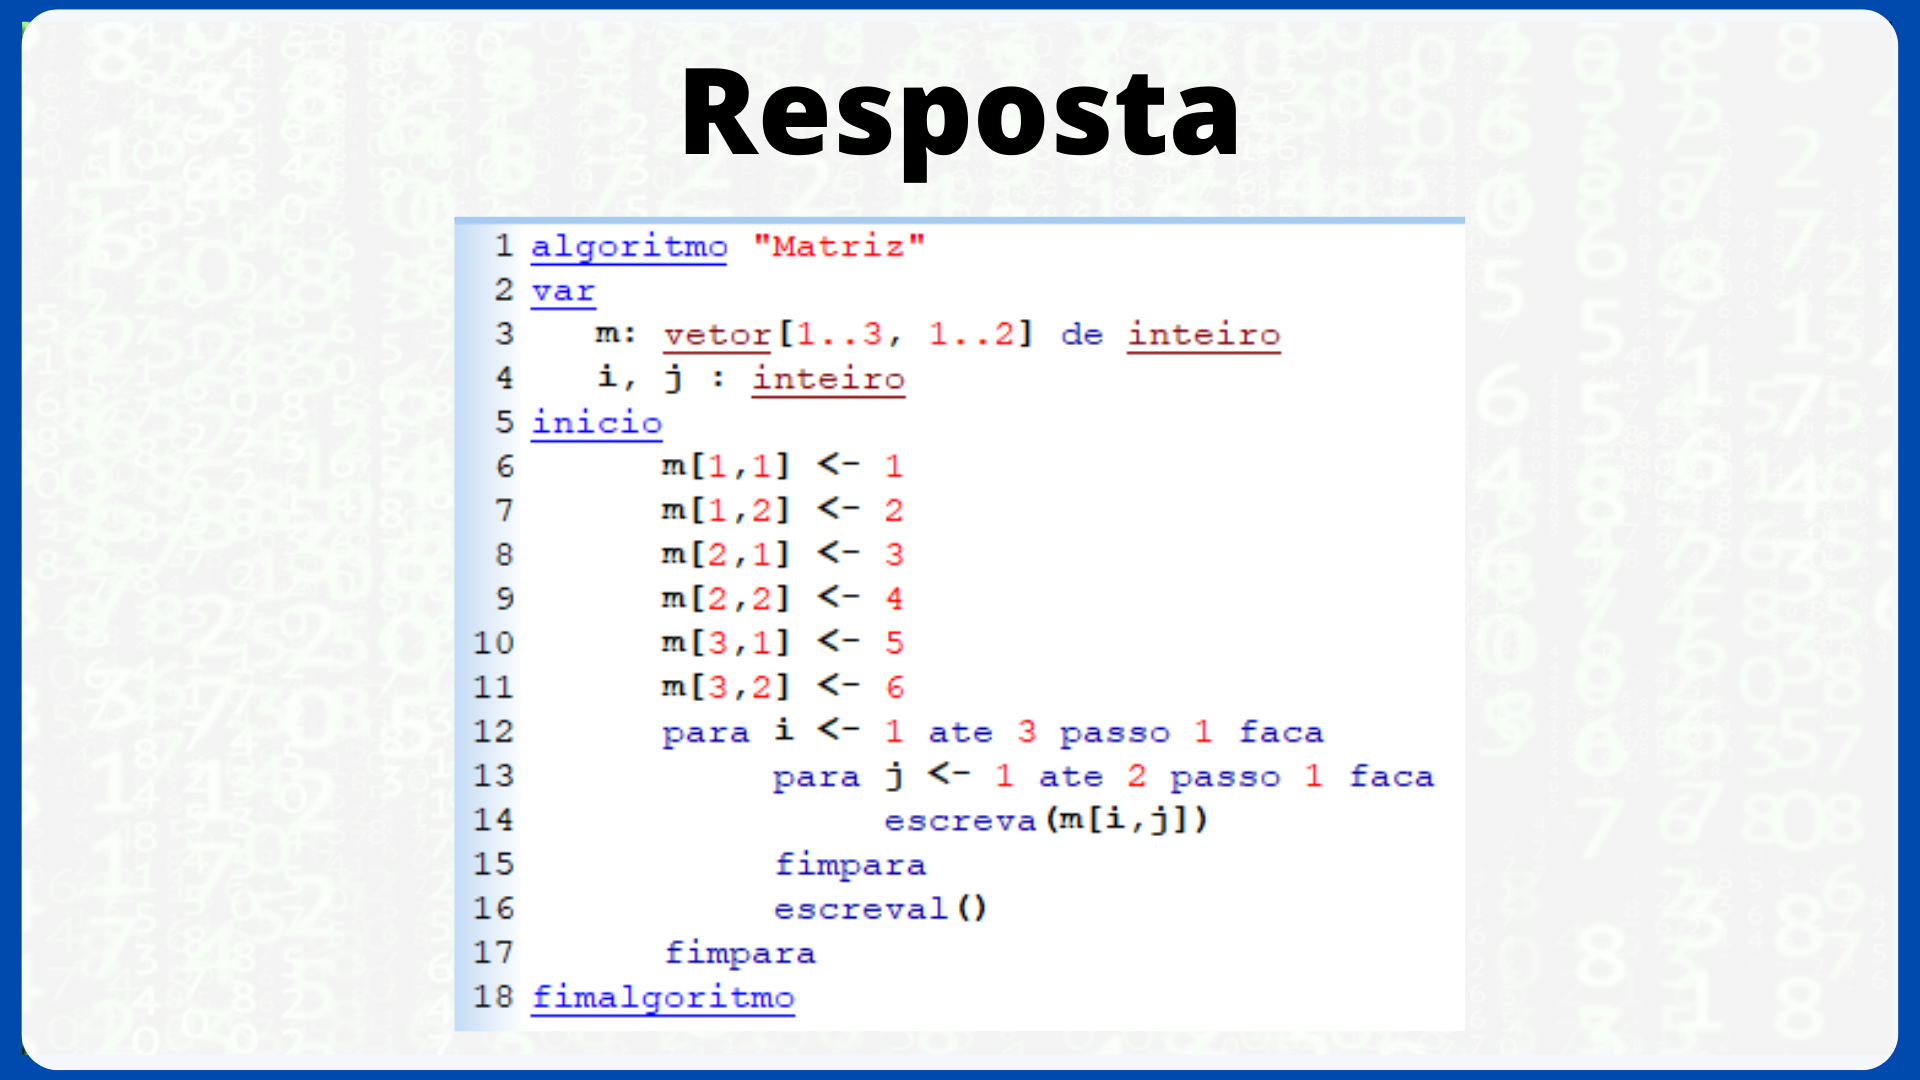 Resposta
1 algoritmo "Matriz"
2 var
3 m: vetor[1..3, 1..2] de inteiro
4 i, j : inteiro
5 inicio
6 m[1,1] <- 1
7 m[1,2] <- 2
8 m[2,1] <- 3
9 m[2,2] <- 4
10 m[3,1] <- 5
11 m[3,2] <- 6
12 para i <- 1 ate 3 passo 1 faca
13 para j <- 1 ate 2 passo 1 faca
14 escreva(m[i,j])
15 fimpara
16 escreval()
17 fimpara
18 fimalgoritmo